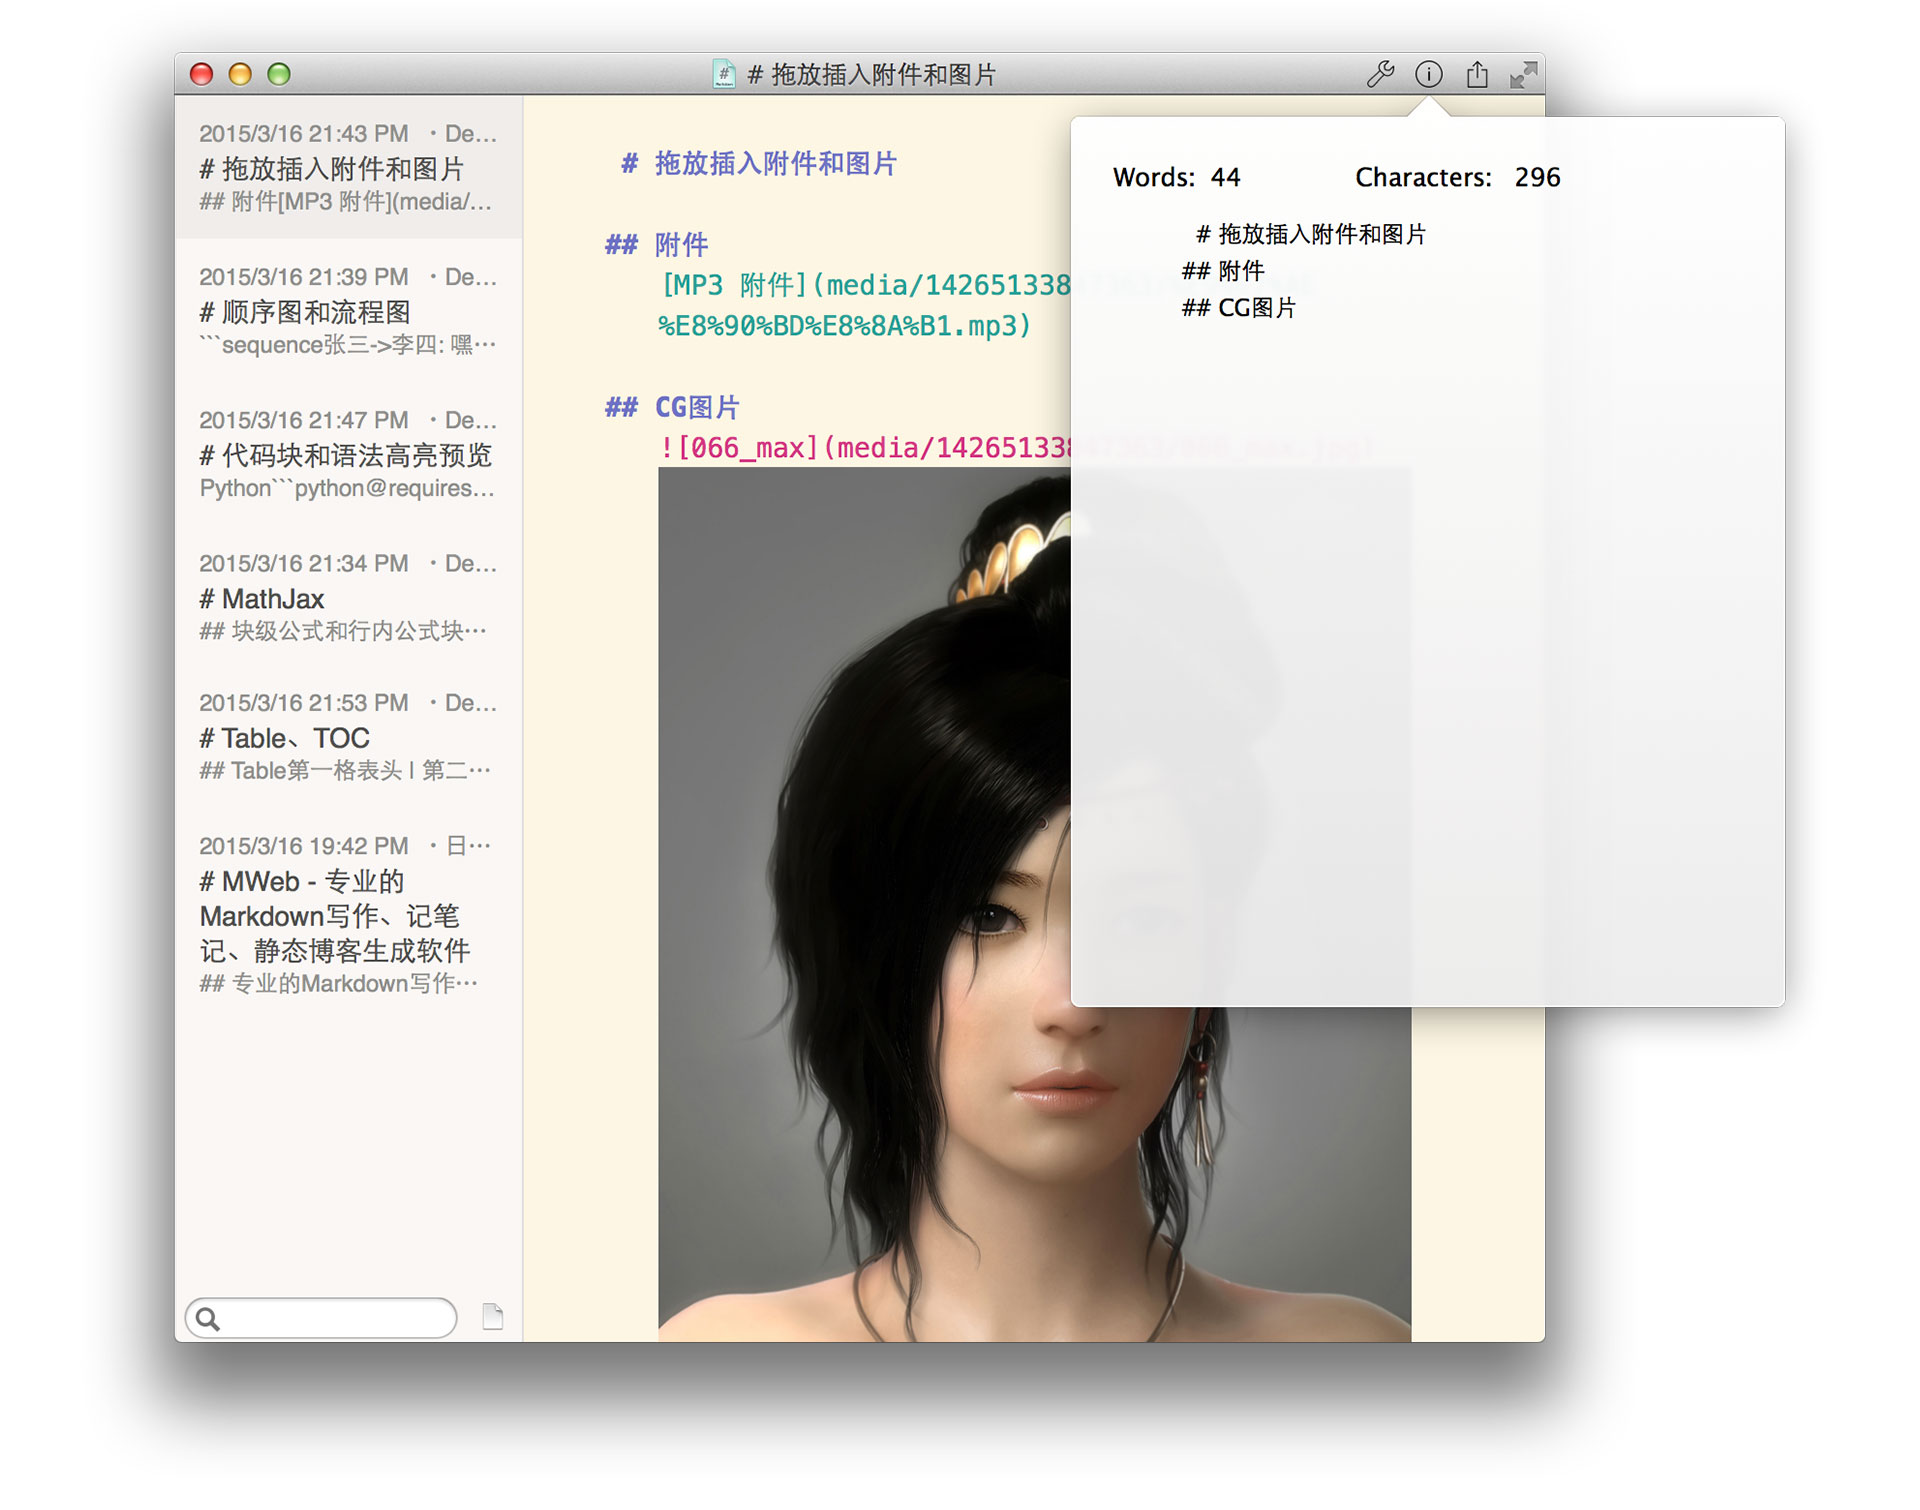 # 拖放插入附件和图片
2015/3/16 21:43 PM ・De…
# 拖放插入附件和图片
## 附件[MP3 附件](media/…
2015/3/16 21:39 PM ・De…
# 顺序图和流程图
```sequence张三->李四: 嘿…
2015/3/16 21:47 PM ・De…
# 代码块和语法高亮预览
Python```python@requires…
2015/3/16 21:34 PM ・De…
# MathJax
## 块级公式和行内公式块…
2015/3/16 21:53 PM ・De…
# Table、TOC
## Table第一格表头 | 第二…
2015/3/16 19:42 PM ・日…
# MWeb - 专业的
Markdown写作、记笔
记、静态博客生成软件
## 专业的Markdown写作…
# 拖放插入附件和图片
## 附件
[MP3 附件](media/142651338
%E8%90%BD%E8%8A%B1.mp3)
## CG图片
![066_max](media/14265133847363/066_max.jpg)
Words: 44 Characters: 296
# 拖放插入附件和图片
## 附件
## CG图片